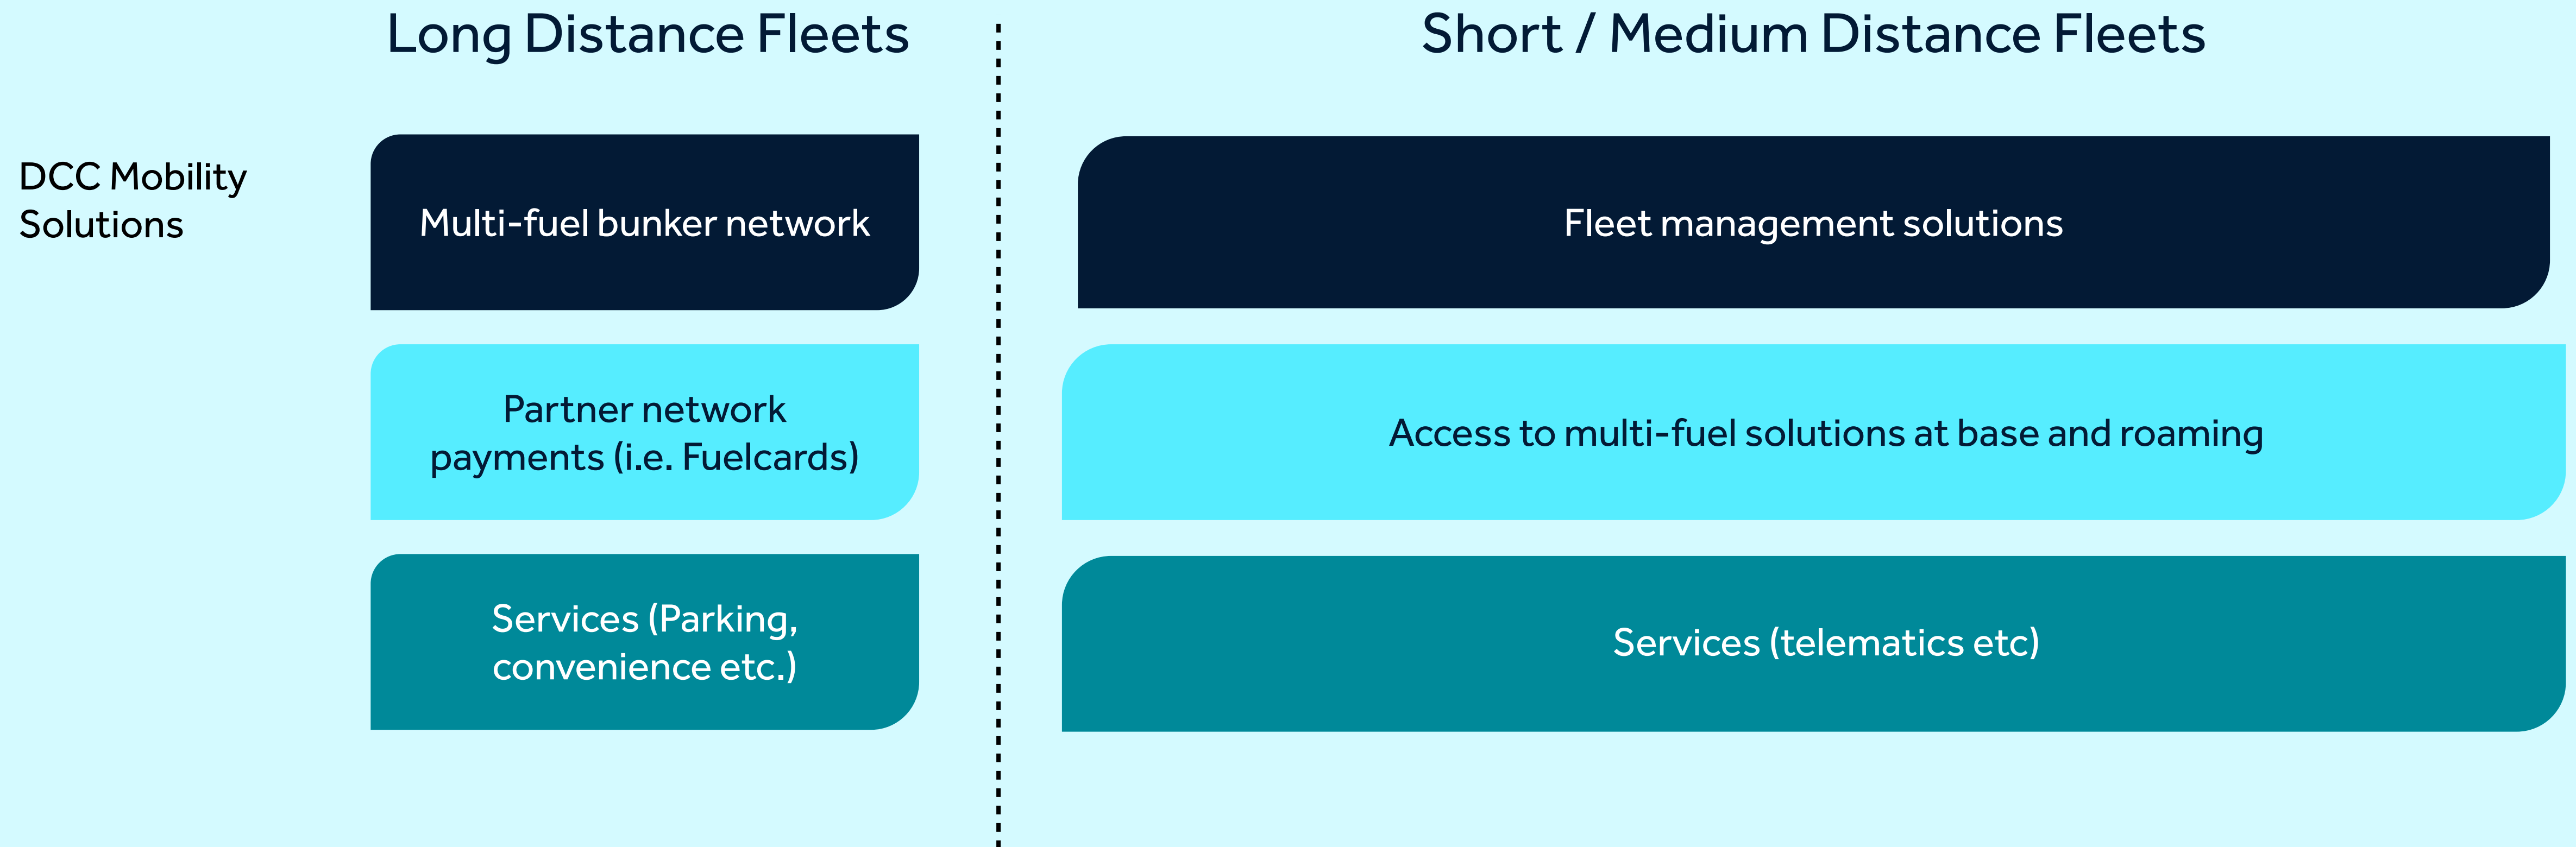 Long Distance Fleets
Short / Medium Distance Fleets
DCC Mobility
Solutions
Multi-fuel bunker network
Fleet management solutions
Partner network
payments (i.e. Fuelcards)
Access to multi-fuel solutions at base and roaming
Services (Parking,
convenience etc.)
Services (telematics etc)